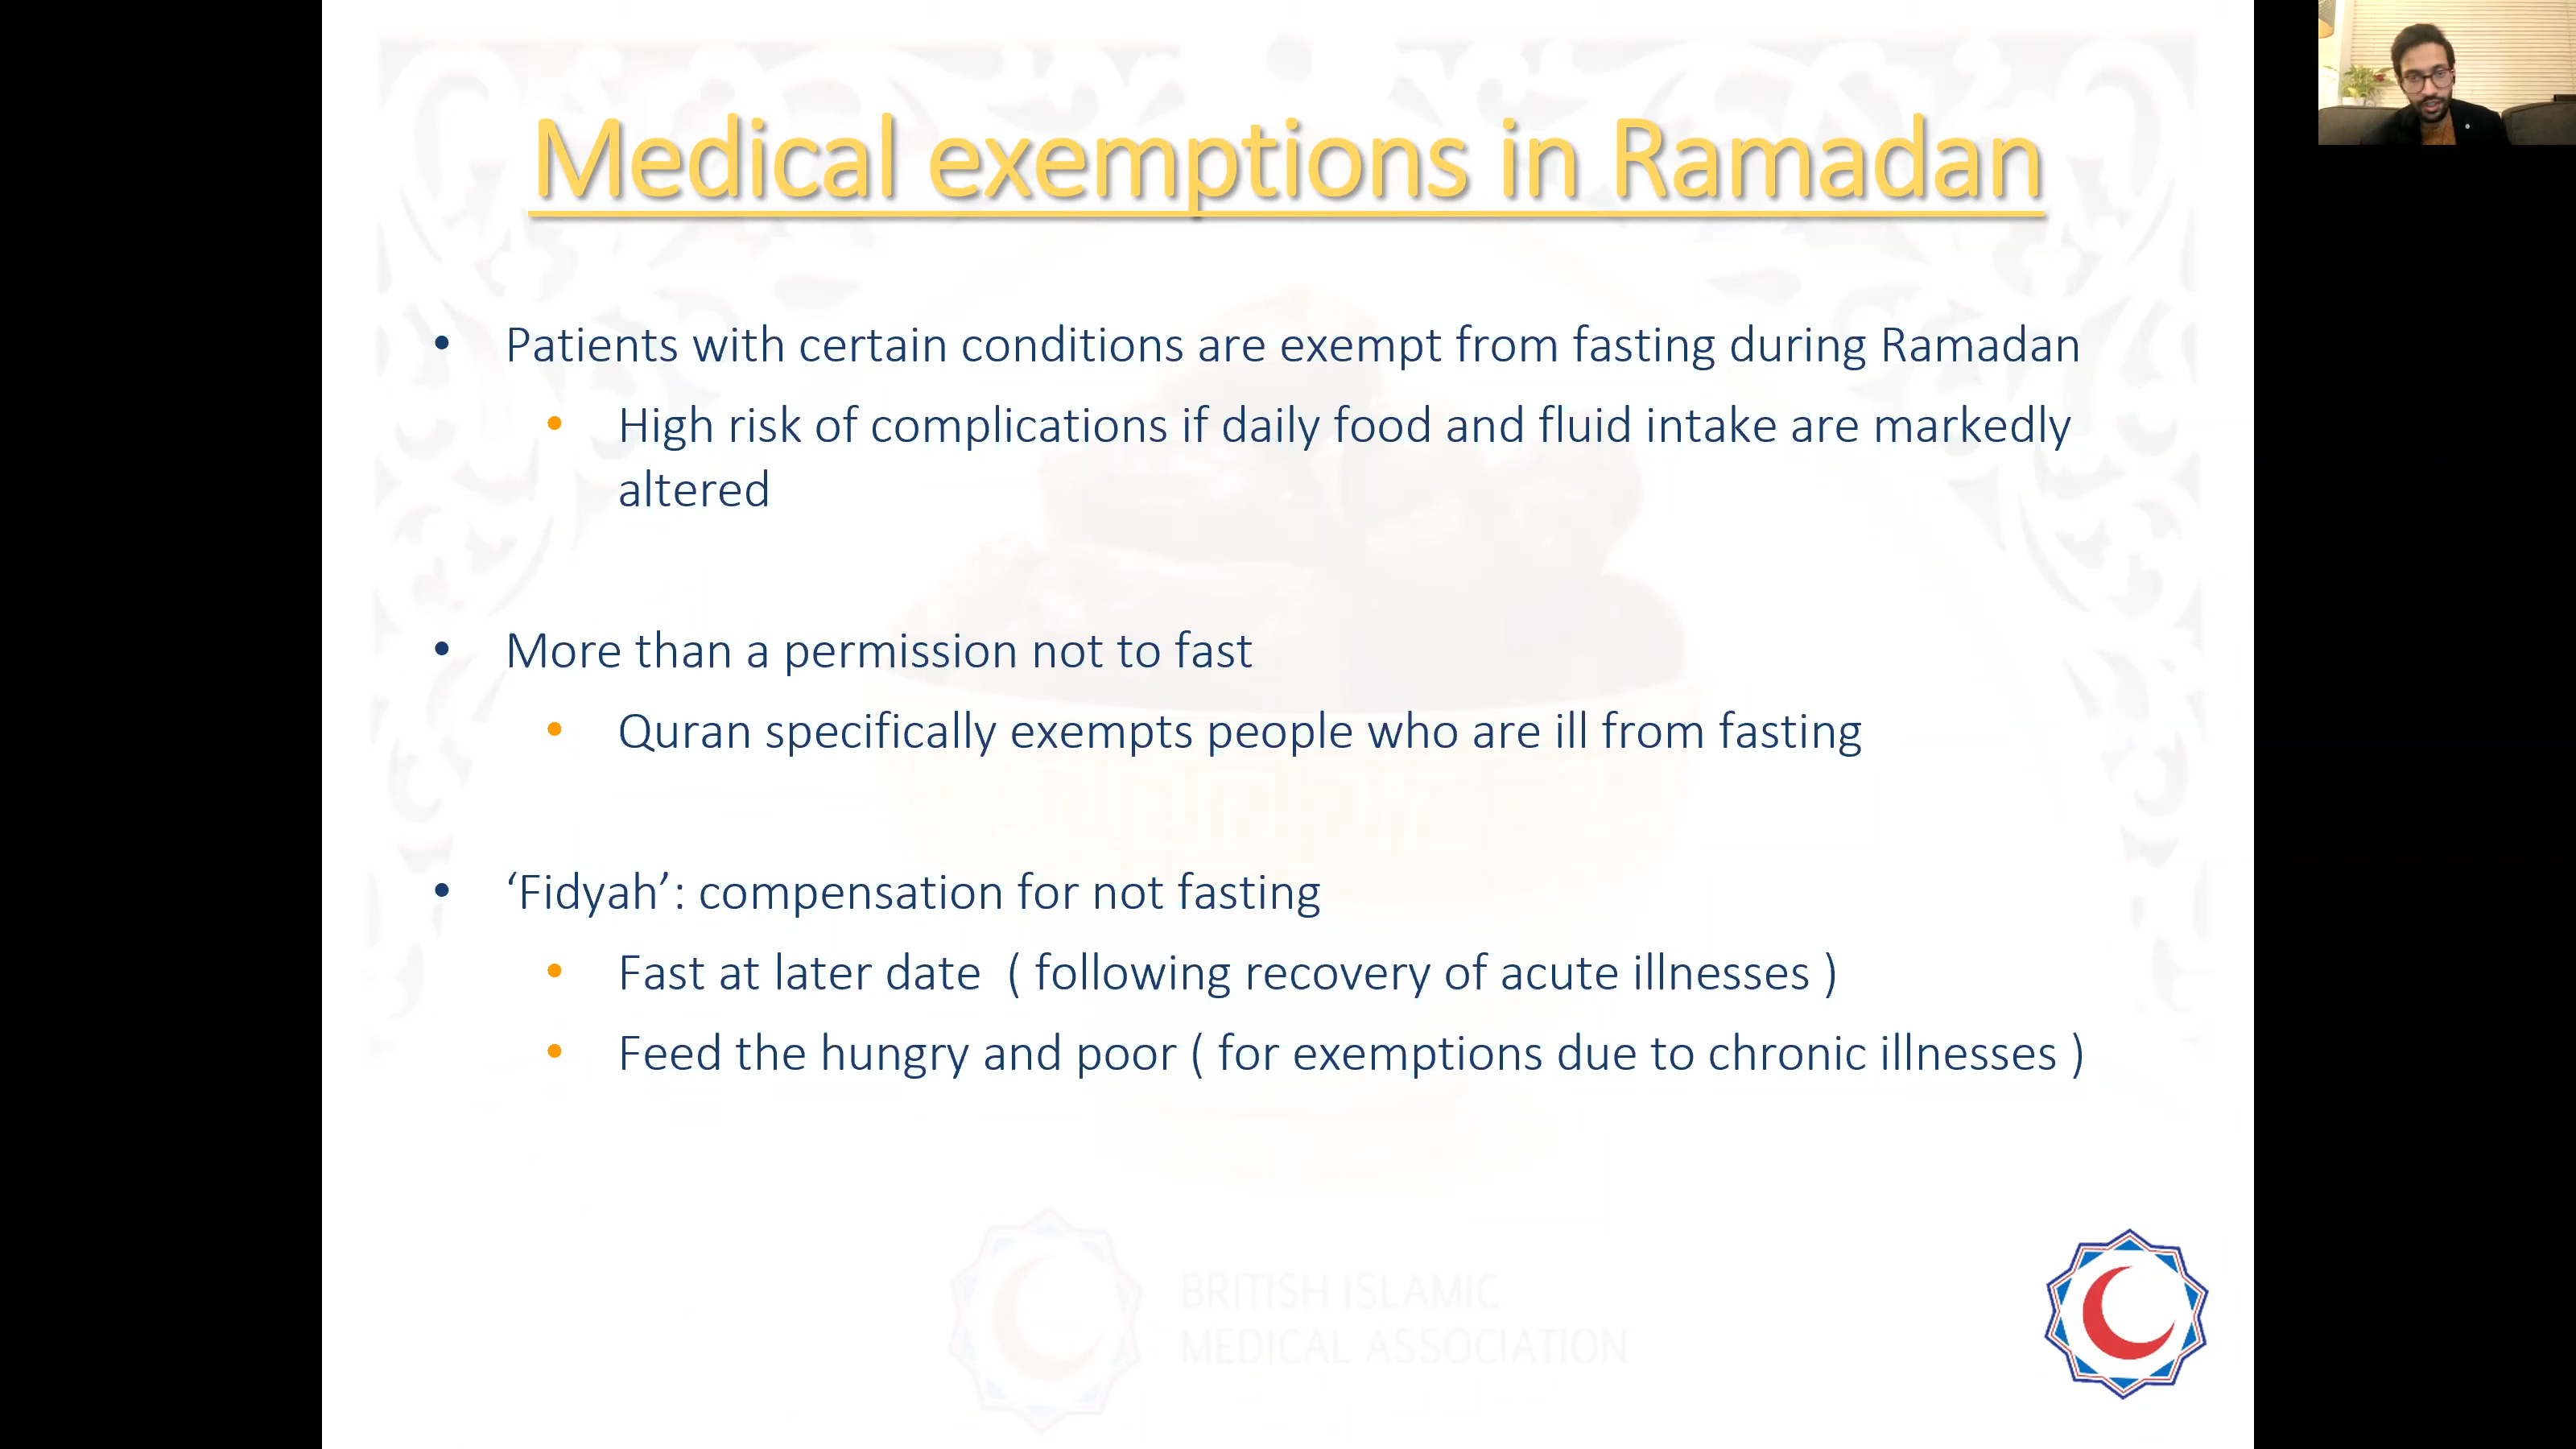 Medical exemptions in Ramadan
• Patients with certain conditions are exempt from fasting during Ramadan
• High risk of complications if daily food and fluid intake are markedly
altered
• More than a permission not to fast
• Quran specifically exempts people who are ill from fasting
• ‘Fidyah’: compensation for not fasting
• Fast at later date ( following recovery of acute illnesses )
• Feed the hungry and poor ( for exemptions due to chronic illnesses )
BRITISH ISLAMIC
MEDICAL ASSOCIATION